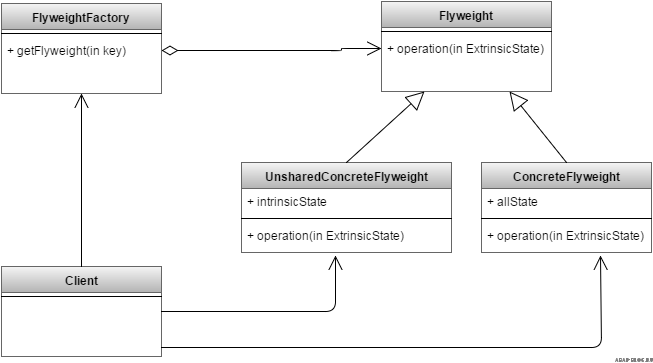 FlyweightFactory
+ getFlyweight(in key)
Flyweight
+ operation(in ExtrinsicState)
UnsharedConcreteFlyweight
+ intrinsicState
+ operation(in ExtrinsicState)
ConcreteFlyweight
+ allState
+ operation(in ExtrinsicState)
Client